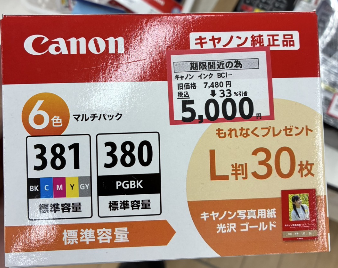 Canon
キヤノン純正品
期限間近の為
キャノン インク BCI-
旧価格 7,480円
税込 ↓33%引き
5,000円
6色 マルチパック
381
BK C M Y GY
標準容量
380
PGBK
標準容量
標準容量
もれなくプレゼント
L判30枚
キヤノン写真用紙
光沢 ゴールド